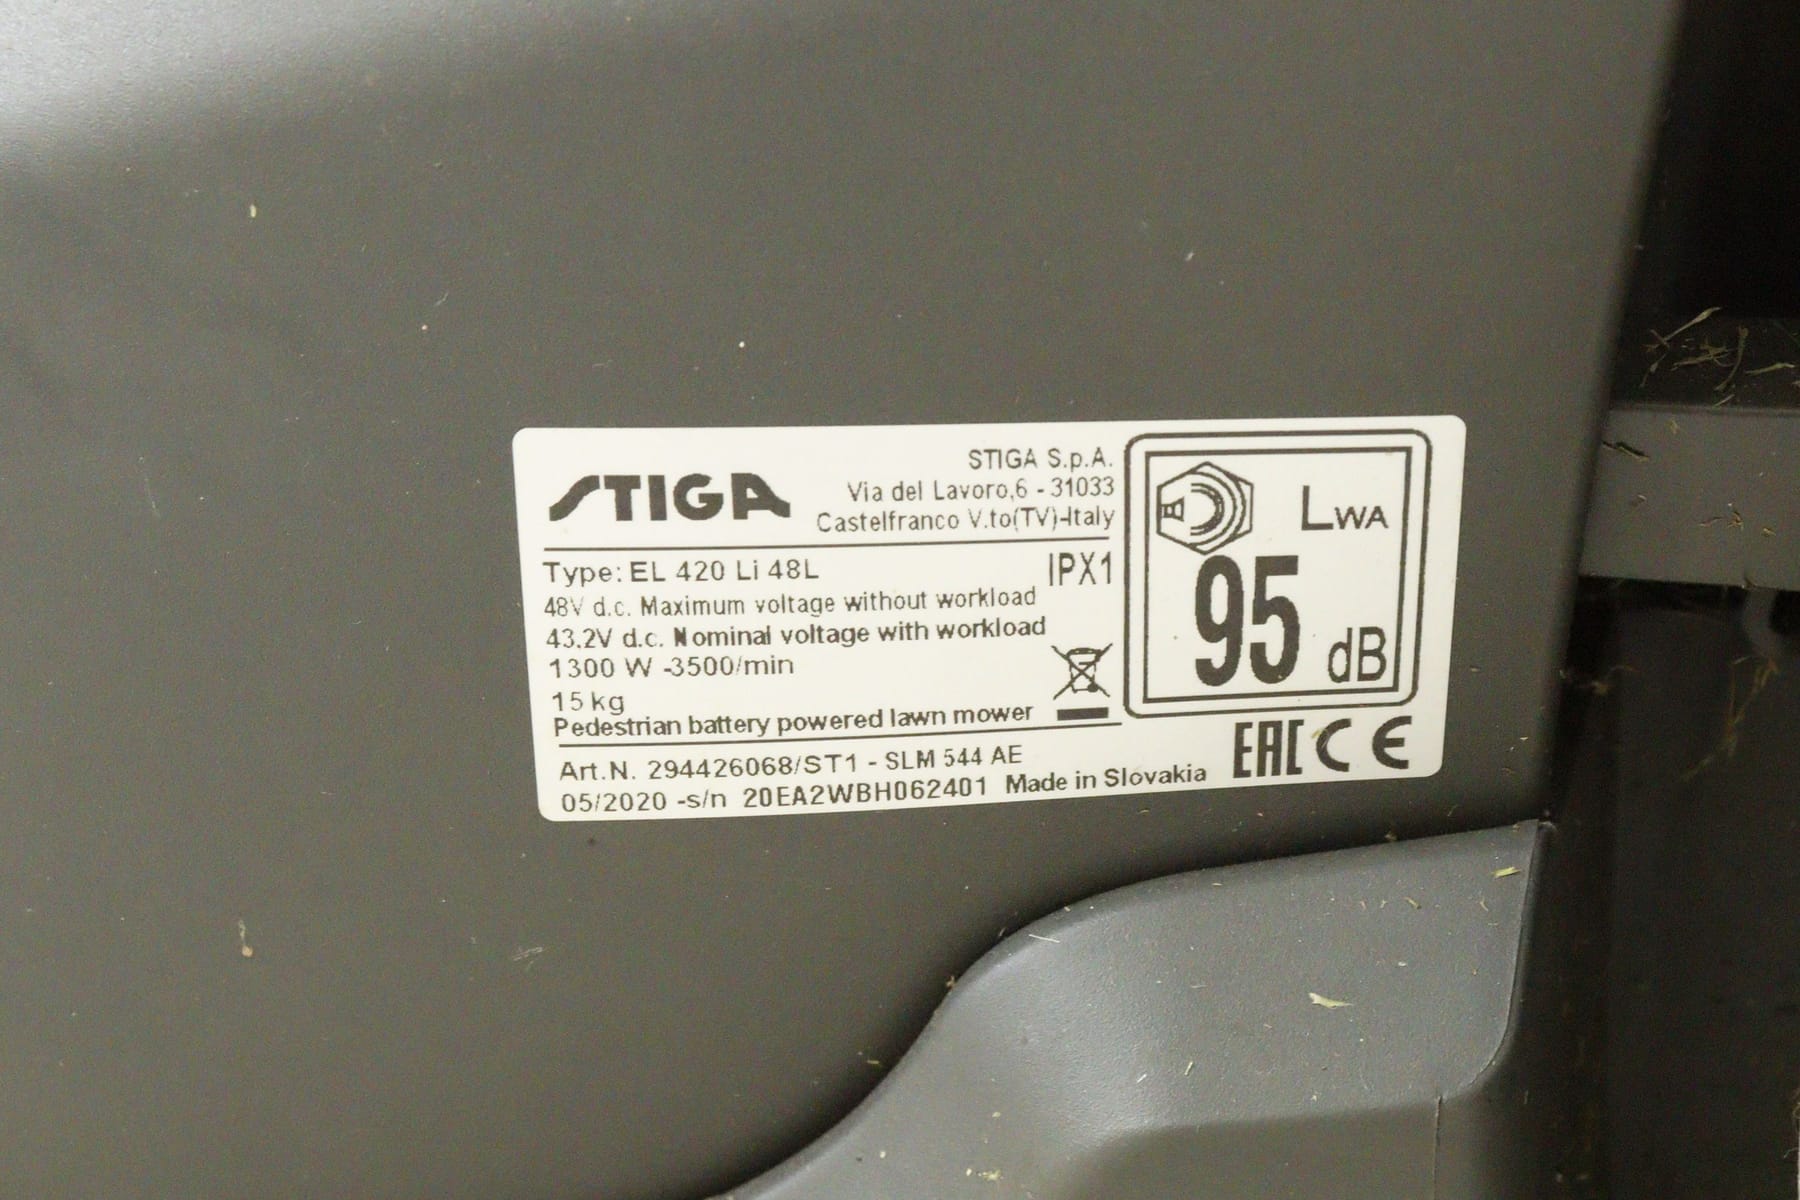 STIGA
STIGA S.p.A.
Via del Lavoro,6 - 31033
Castelfranco V.to(TV)-Italy
Type: EL 420 Li 48L
IPX1
48V d.c. Maximum voltage without workload
43.2V d.c. Nominal voltage with workload
1300 W -3500/min
15 kg
Pedestrian battery powered lawn mower
Art.N. 294426068/ST1 - SLM 544 AE
05/2020 -s/n 20EA2WBH062401 Made in Slovakia
LWA
95 dB
EAC CE